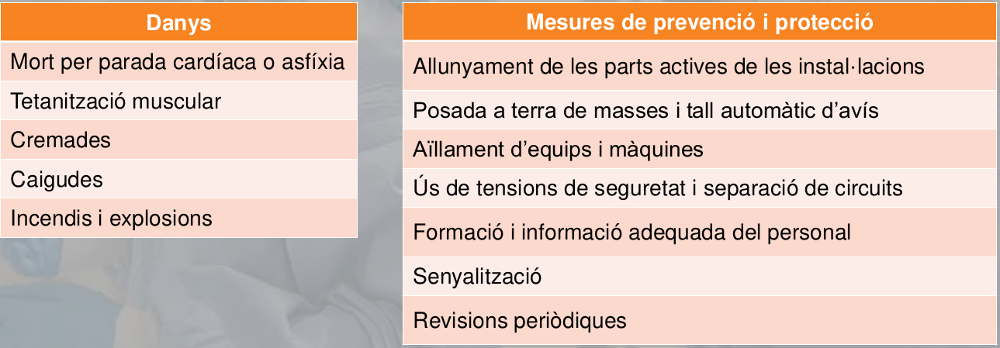 Danys
Mort per parada cardíaca o asfíxia
Tetanització muscular
Cremades
Caigudes
Incendis i explosions
Mesures de prevenció i protecció
Allunyament de les parts actives de les instal·lacions
Posada a terra de masses i tall automàtic d’avís
Aïllament d’equips i màquines
Ús de tensions de seguretat i separació de circuits
Formació i informació adequada del personal
Senyalització
Revisions periòdiques